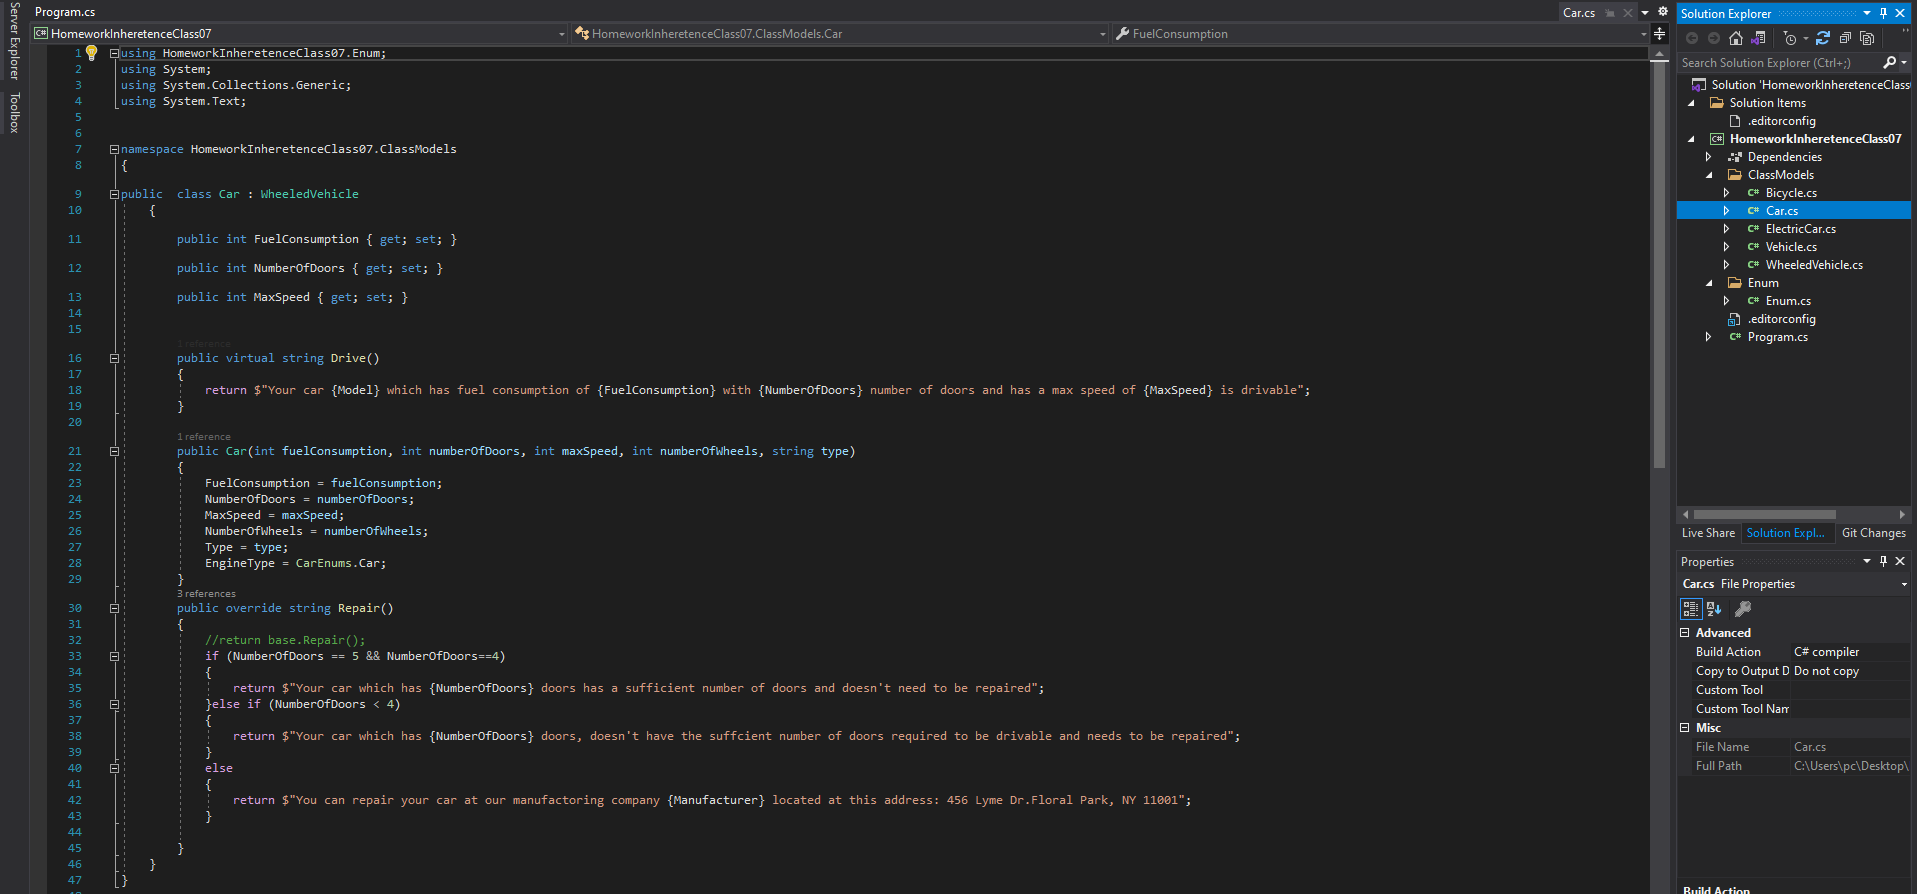 Server Explorer
Toolbox
Program.cs
Car.cs
HomeworkInheretenceClass07
HomeworkInheretenceClass07.ClassModels.Car
FuelConsumption
1 using HomeworkInheretenceClass07.Enum;
2 using System;
3 using System.Collections.Generic;
4 using System.Text;
5
6
7 namespace HomeworkInheretenceClass07.ClassModels
8 {
9 public  class Car : WheeledVehicle
10 {
11 public int FuelConsumption { get; set; }
12 public int NumberOfDoors { get; set; }
13 public int MaxSpeed { get; set; }
14
15
1 reference
16 public virtual string Drive()
17 {
18 return $"Your car {Model} which has fuel consumption of {FuelConsumption} with {NumberOfDoors} number of doors and has a max speed of {MaxSpeed} is drivable";
19 }
20
1 reference
21 public Car(int fuelConsumption, int numberOfDoors, int maxSpeed, int numberOfWheels, string type)
22 {
23 FuelConsumption = fuelConsumption;
24 NumberOfDoors = numberOfDoors;
25 MaxSpeed = maxSpeed;
26 NumberOfWheels = numberOfWheels;
27 Type = type;
28 EngineType = CarEnums.Car;
29 }
3 references
30 public override string Repair()
31 {
32 //return base.Repair();
33 if (NumberOfDoors == 5 && NumberOfDoors==4)
34 {
35 return $"Your car which has {NumberOfDoors} doors has a sufficient number of doors and doesn't need to be repaired";
36 }else if (NumberOfDoors < 4)
37 {
38 return $"Your car which has {NumberOfDoors} doors, doesn't have the suffcient number of doors required to be drivable and needs to be repaired";
39 }
40 else
41 {
42 return $"You can repair your car at our manufactoring company {Manufacturer} located at this address: 456 Lyme Dr.Floral Park, NY 11001";
43 }
44
45 }
46 }
47 }
Solution Explorer
Search Solution Explorer (Ctrl+;)
Solution 'HomeworkInheretenceClass
Solution Items
.editorconfig
HomeworkInheretenceClass07
Dependencies
ClassModels
C# Bicycle.cs
C# Car.cs
C# ElectricCar.cs
C# Vehicle.cs
C# WheeledVehicle.cs
Enum
C# Enum.cs
.editorconfig
C# Program.cs
Live Share
Solution Expl...
Git Changes
Properties
Car.cs File Properties
Advanced
Build Action C# compiler
Copy to Output D Do not copy
Custom Tool
Custom Tool Nam
Misc
File Name Car.cs
Full Path C:\Users\pc\Desktop\
Build Action